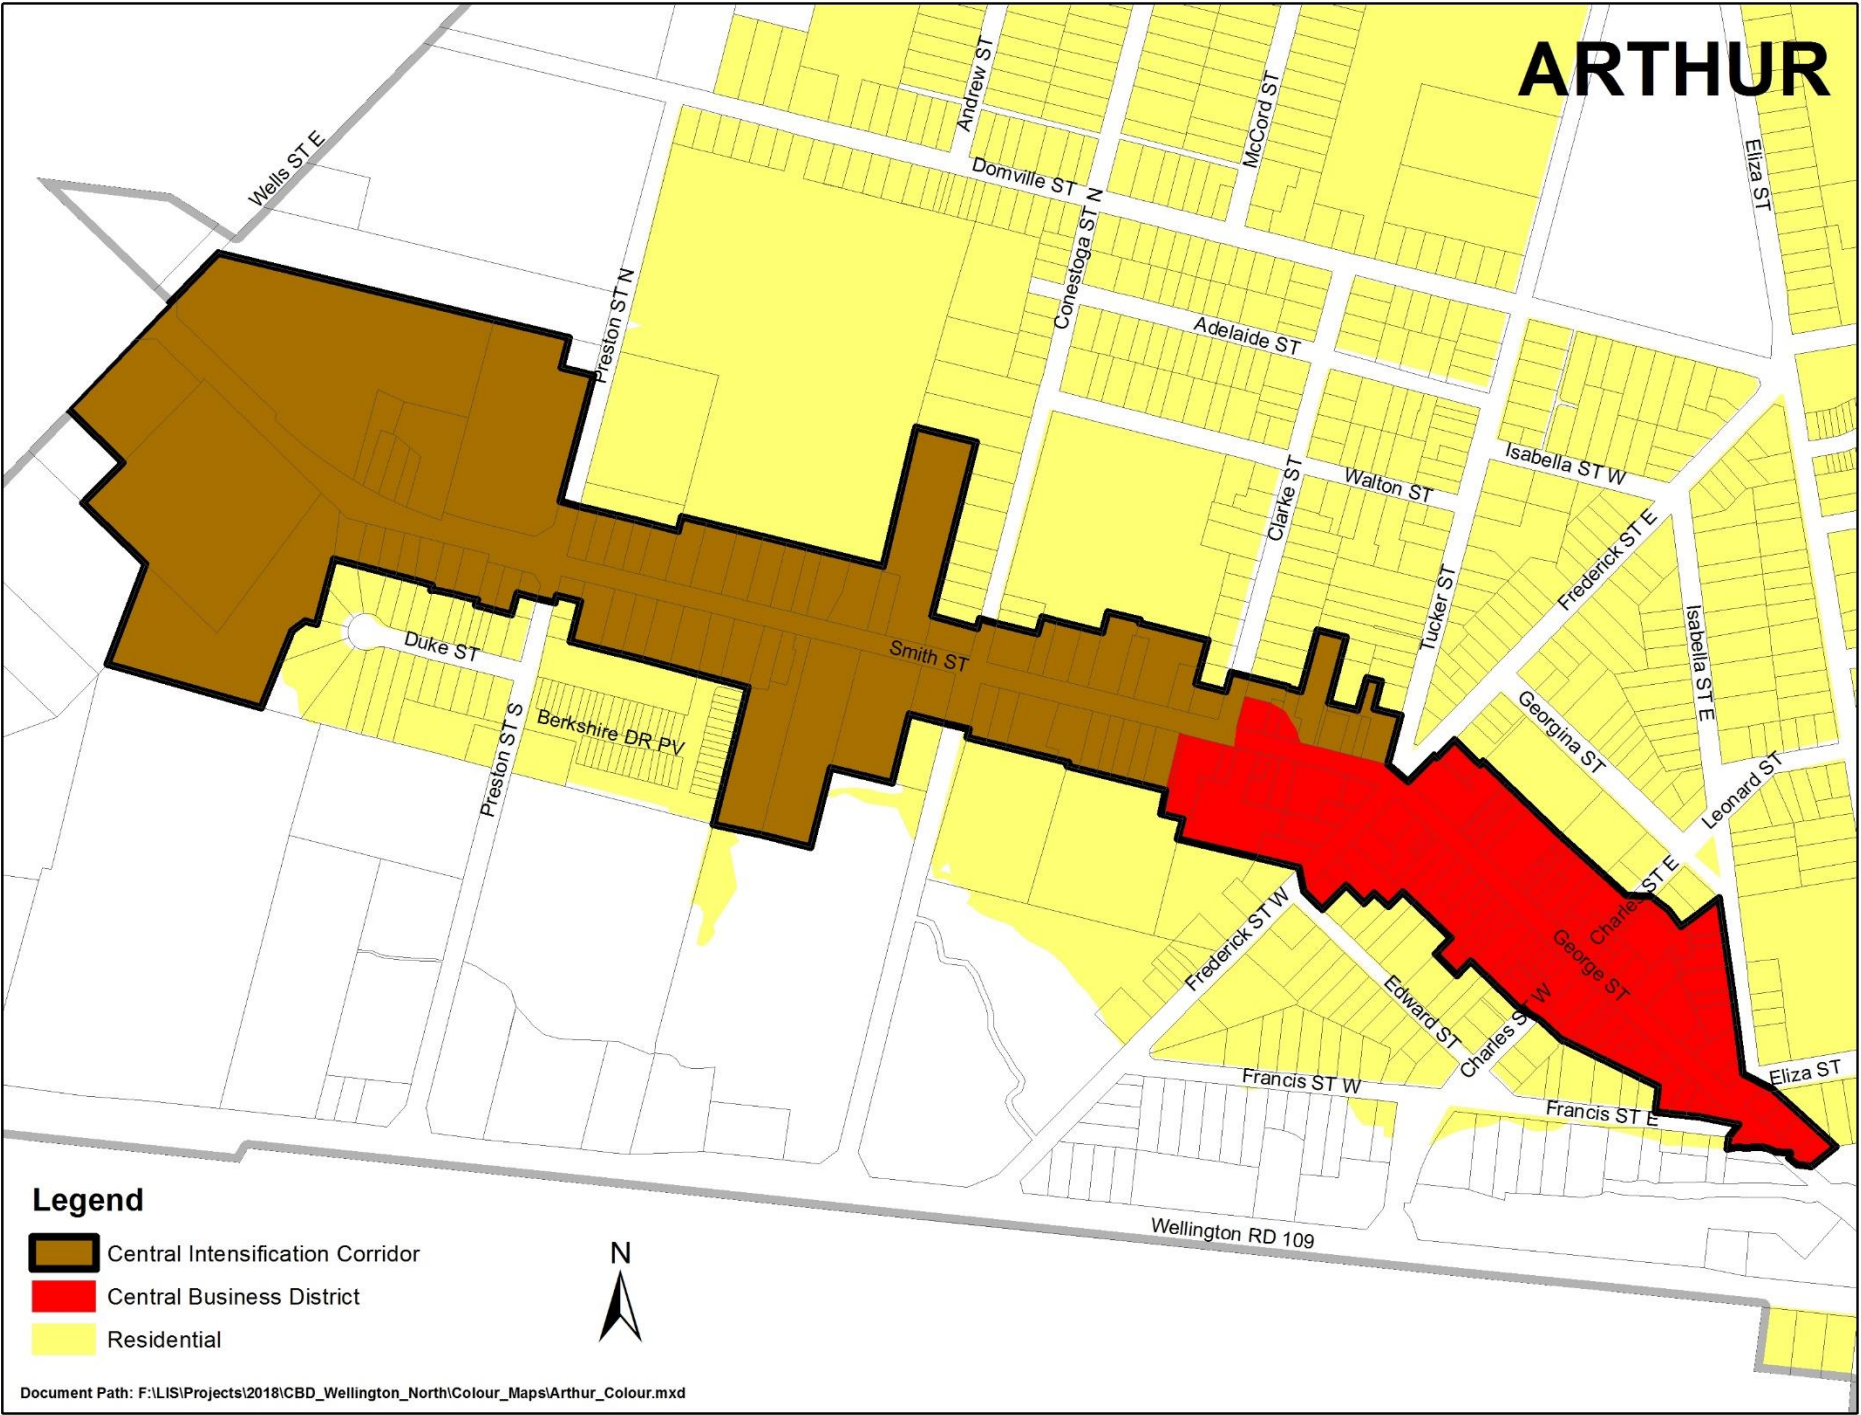 ARTHUR
Andrew ST
McCord ST
Wells ST E
Domville ST
Eliza ST
Conestoga ST N
Preston ST N
Adelaide ST
Isabella ST W
Walton ST
Clarke ST
Frederick ST E
Tucker ST
Isabella ST E
Duke ST
Smith ST
Berkshire DR PV
Preston ST S
Georgina ST
Leonard ST
Charles ST E
George ST
Frederick ST W
Edward ST
Charles ST W
Francis ST W
Eliza ST
Francis ST E
Wellington RD 109
Legend
Central Intensification Corridor
Central Business District
Residential
N
Document Path: F:\LIS\Projects\2018\CBD_Wellington_North\Colour_Maps\Arthur_Colour.mxd